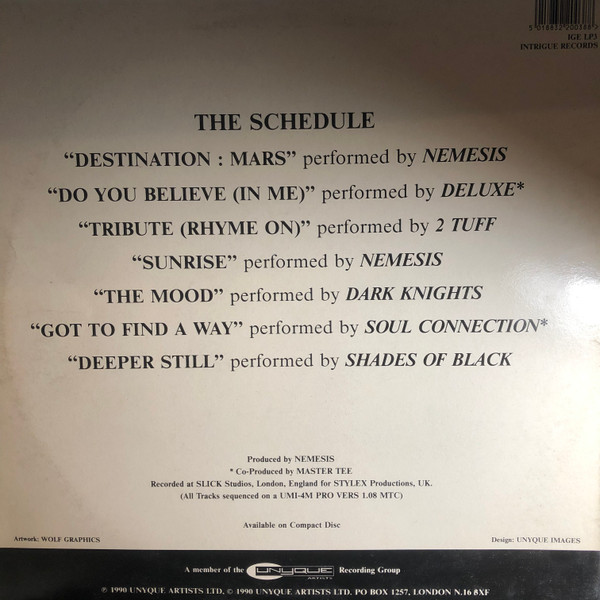 5018832200388
IGE LP3
INTRIGUE RECORDS
THE SCHEDULE
“DESTINATION : MARS” performed by NEMESIS
“DO YOU BELIEVE (IN ME)” performed by DELUXE*
“TRIBUTE (RHYME ON)” performed by 2 TUFF
“SUNRISE” performed by NEMESIS
“THE MOOD” performed by DARK KNIGHTS
“GOT TO FIND A WAY” performed by SOUL CONNECTION*
“DEEPER STILL” performed by SHADES OF BLACK
Produced by NEMESIS
* Co-Produced by MASTER TEE
Recorded at SLICK Studios, London, England for STYLEX Productions, UK.
(All Tracks sequenced on a UMI-4M PRO VERS 1.08 MTC)
Available on Compact Disc
Artwork: WOLF GRAPHICS
Design: UNYQUE IMAGES
A member of the UNYQUE ARTISTS Recording Group
℗ 1990 UNYQUE ARTISTS LTD, © 1990 UNYQUE ARTISTS LTD. PO BOX 1257, LONDON N.16 8XF